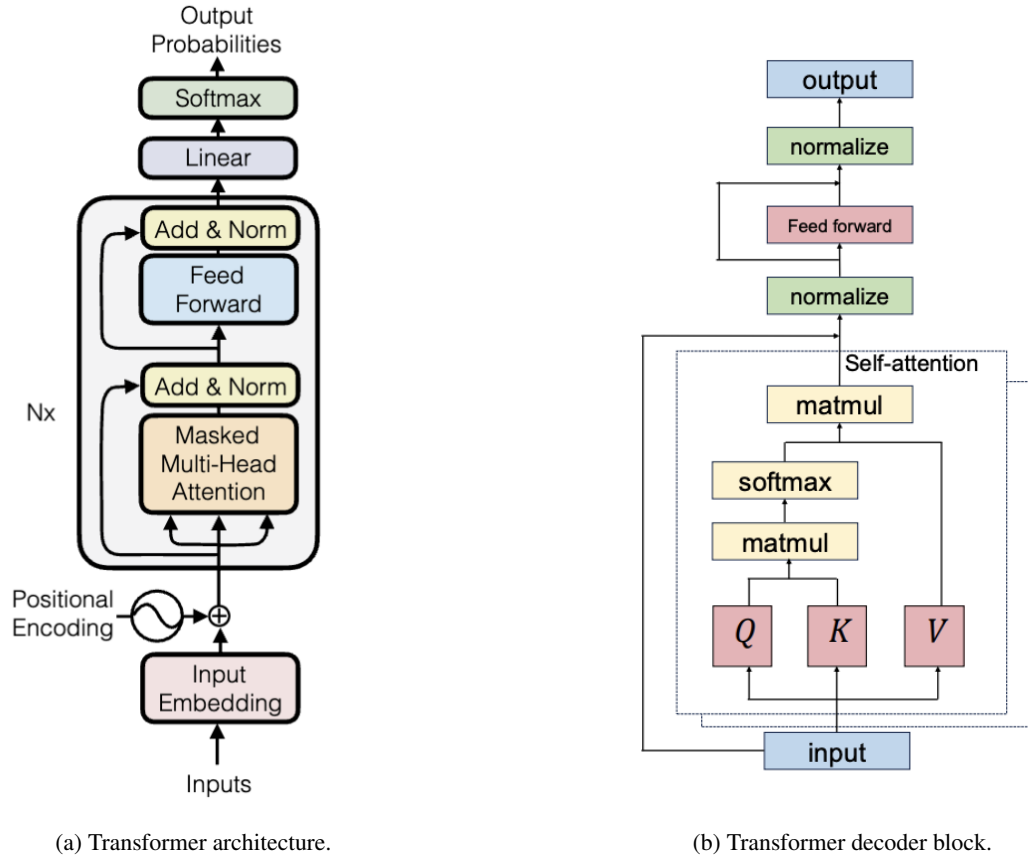 Output
Probabilities
Softmax
Linear
Add & Norm
Feed
Forward
Add & Norm
Masked
Multi-Head
Attention
Nx
Positional
Encoding
Input
Embedding
Inputs
(a) Transformer architecture.
output
normalize
Feed forward
normalize
Self-attention
matmul
softmax
matmul
Q K V
input
(b) Transformer decoder block.